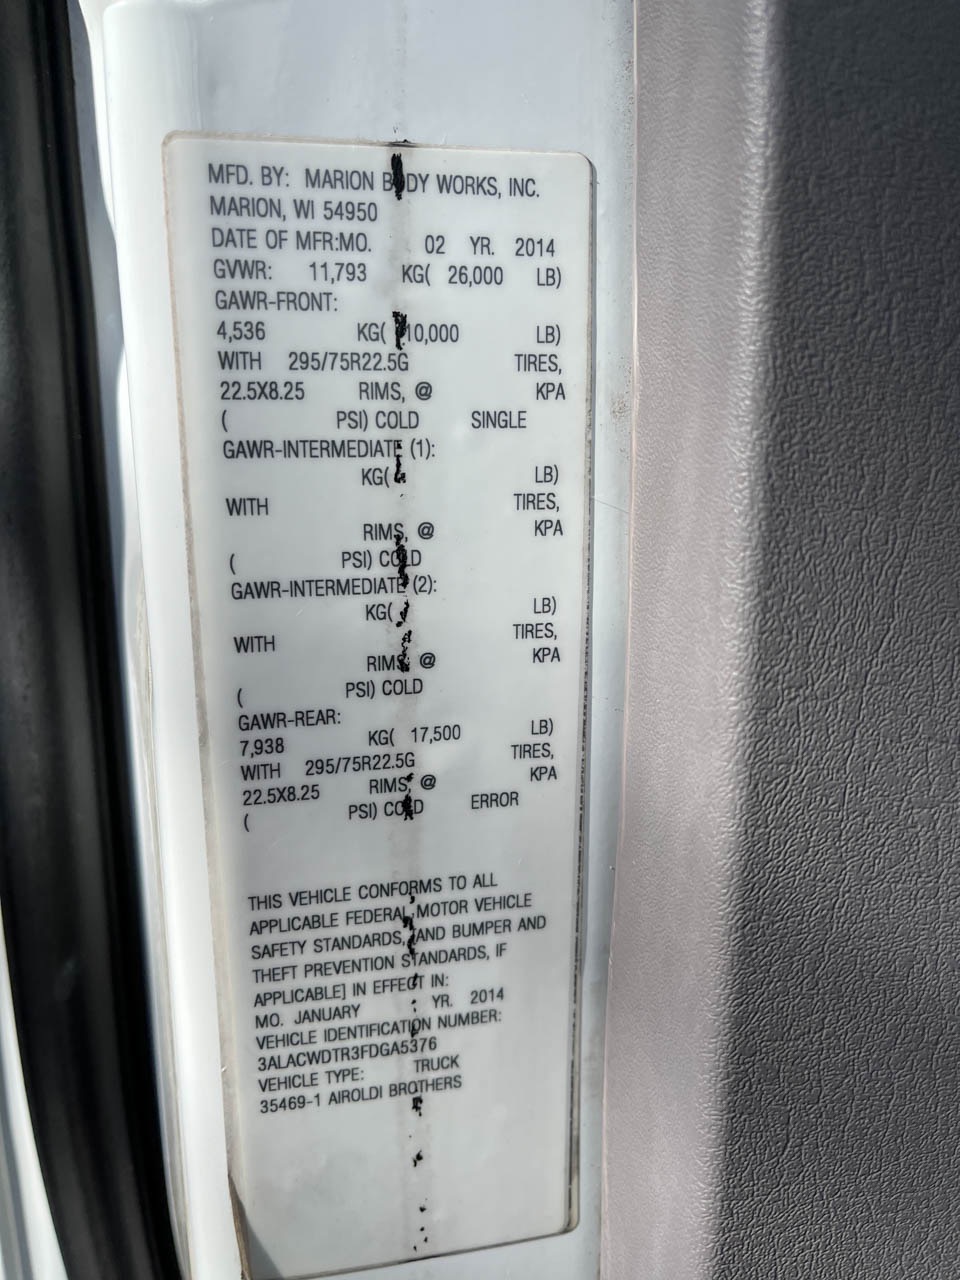 MFD. BY: MARION BODY WORKS, INC.
MARION, WI 54950
DATE OF MFR:MO. 02 YR. 2014
GVWR: 11,793 KG( 26,000 LB)
GAWR-FRONT:
4,536 KG( 10,000 LB)
WITH 295/75R22.5G TIRES,
22.5X8.25 RIMS, @ KPA
( PSI) COLD SINGLE
GAWR-INTERMEDIATE (1):
KG( LB)
WITH TIRES,
RIMS, @ KPA
( PSI) COLD
GAWR-INTERMEDIATE (2):
KG( LB)
WITH TIRES,
RIMS, @ KPA
( PSI) COLD
GAWR-REAR:
7,938 KG( 17,500 LB)
WITH 295/75R22.5G TIRES,
22.5X8.25 RIMS, @ KPA
( PSI) COLD ERROR
THIS VEHICLE CONFORMS TO ALL
APPLICABLE FEDERAL MOTOR VEHICLE
SAFETY STANDARDS, [AND BUMPER AND
THEFT PREVENTION STANDARDS, IF
APPLICABLE] IN EFFECT IN:
MO. JANUARY YR. 2014
VEHICLE IDENTIFICATION NUMBER:
3ALACWDTR3FDGA5376
VEHICLE TYPE: TRUCK
35469-1 AIROLDI BROTHERS